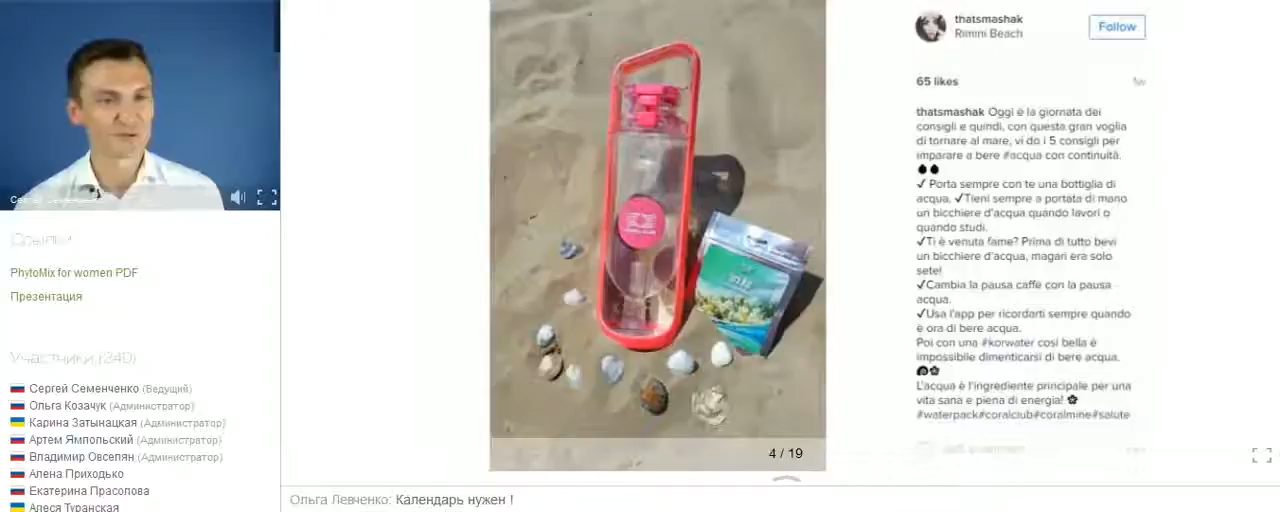 Ссылки
PhytoMix for women PDF
Презентация
Участники (340)
Сергей Семенченко (Ведущий)
Ольга Козачук (Администратор)
Карина Затынацкая (Администратор)
Артем Ямпольский (Администратор)
Владимир Овселян (Администратор)
Алена Приходько
Екатерина Прасолова
Алеся Туранская
4 / 19
thatsmashak
Rimini Beach
Follow
65 likes
1w
thatsmashak Oggi è la giornata dei
consigli e quindi, con questa gran voglia
di tornare al mare, vi do i 5 consigli per
imparare a bere #acqua con continuità.
✓ Porta sempre con te una bottiglia di
acqua. ✓Tieni sempre a portata di mano
un bicchiere d'acqua quando lavori o
quando studi.
✓Ti è venuta fame? Prima di tutto bevi
un bicchiere d'acqua, magari era solo
sete!
✓Cambia la pausa caffè con la pausa
acqua.
✓Usa l'app per ricordarti sempre quando
è ora di bere acqua.
Poi con una #korwater così bella è
impossibile dimenticarsi di bere acqua.
L'acqua è l'ingrediente principale per una
vita sana e piena di energia!
#waterpack#coralclub#coralmine#salute
Ольга Левченко: Календарь нужен !